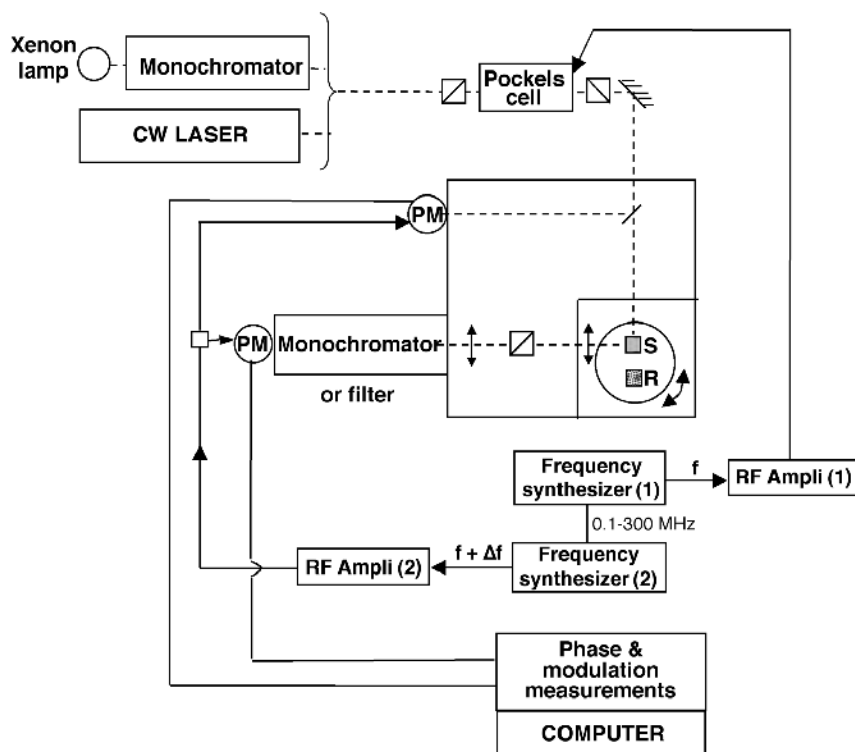 Xenon
lamp
Monochromator
CW LASER
Pockels
cell
PM
PM
Monochromator
or filter
S
R
Frequency
synthesizer (1)
f
RF Ampli (1)
0.1-300 MHz
RF Ampli (2)
f + Δf
Frequency
synthesizer (2)
Phase &
modulation
measurements
COMPUTER